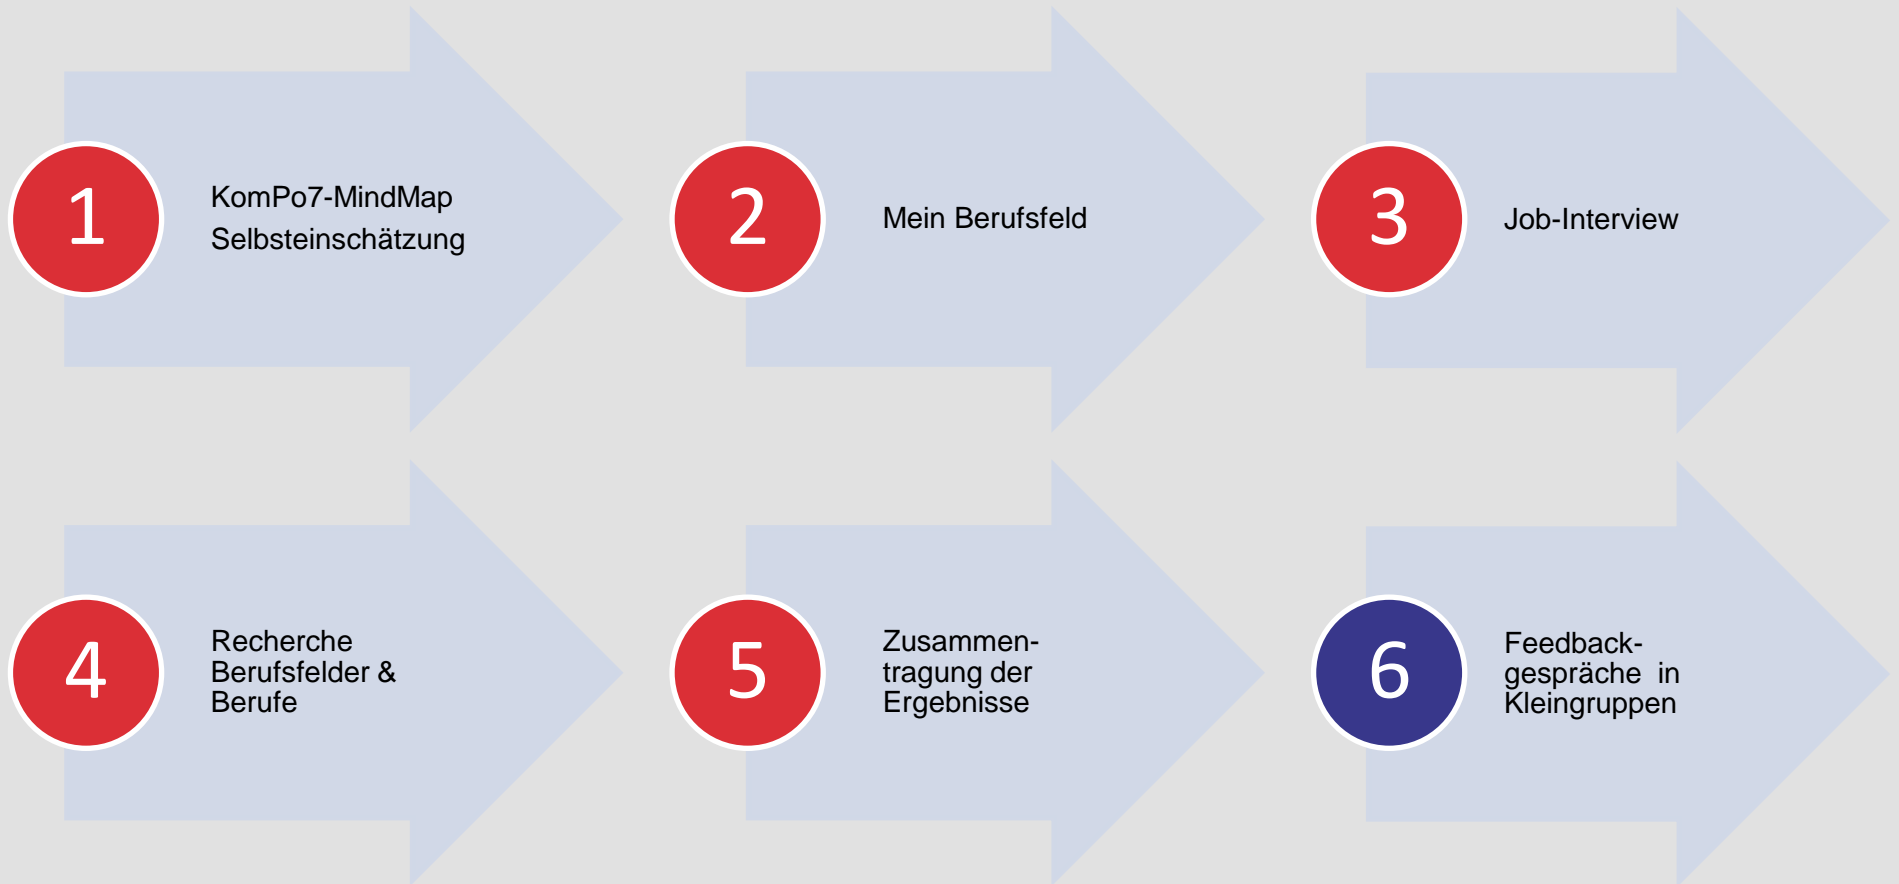 1
KomPo7-MindMap
Selbsteinschätzung
2
Mein Berufsfeld
3
Job-Interview
4
Recherche
Berufsfelder &
Berufe
5
Zusammen-
tragung der
Ergebnisse
6
Feedback-
gespräche  in
Kleingruppen